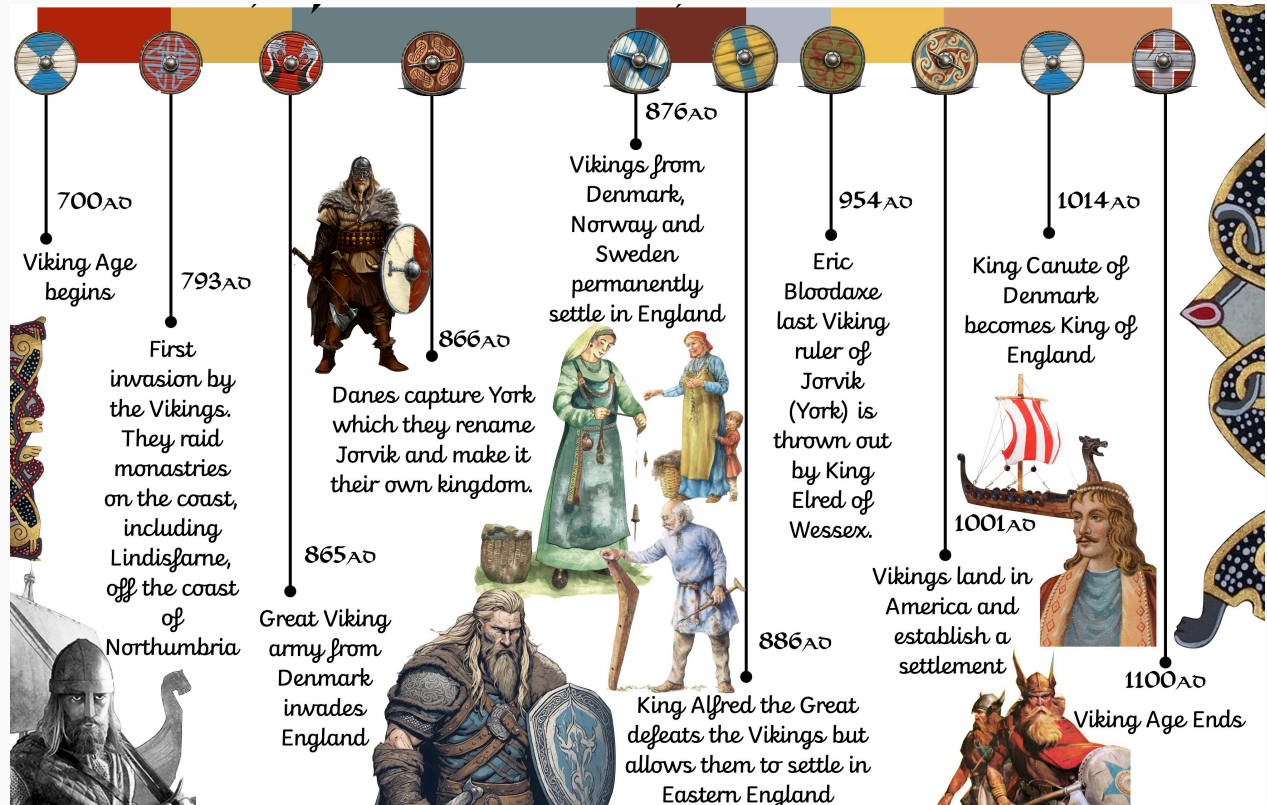 700AD
Viking Age
begins
793AD
First
invasion by
the Vikings.
They raid
monastries
on the coast,
including
Lindisfarne,
off the coast
of
Northumbria
865AD
Great Viking
army from
Denmark
invades
England
866AD
Danes capture York
which they rename
Jorvik and make it
their own kingdom.
876AD
Vikings from
Denmark,
Norway and
Sweden
permanently
settle in England
886AD
King Alfred the Great
defeats the Vikings but
allows them to settle in
Eastern England
954AD
Eric
Bloodaxe
last Viking
ruler of
Jorvik
(York) is
thrown out
by King
Elred of
Wessex.
1001AD
Vikings land in
America and
establish a
settlement
1014AD
King Canute of
Denmark
becomes King of
England
1100AD
Viking Age Ends